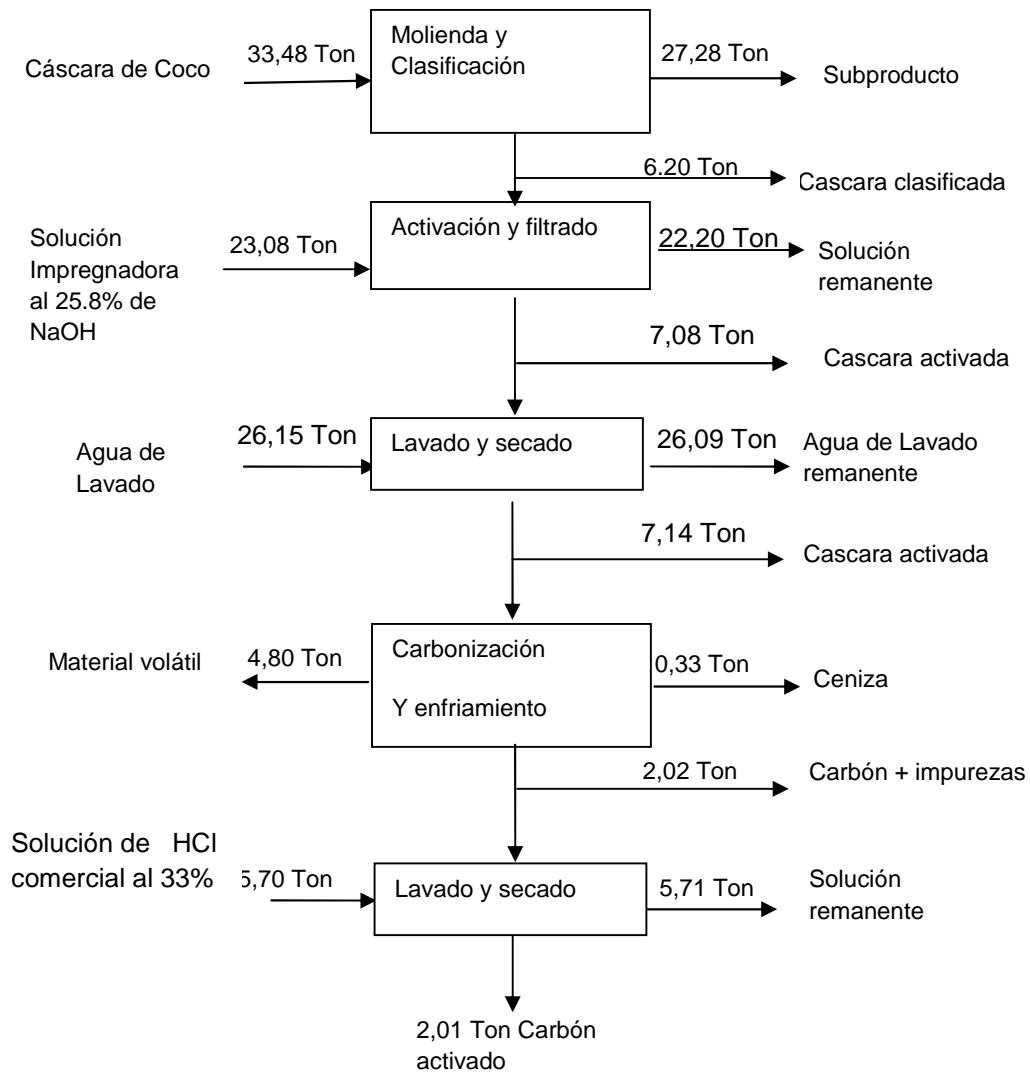 Cáscara de Coco
33,48 Ton
Molienda y
Clasificación
27,28 Ton
Subproducto
6.20 Ton
Cascara clasificada
Solución
Impregnadora
al 25.8% de
NaOH
23,08 Ton
Activación y filtrado
22,20 Ton
Solución
remanente
7,08 Ton
Cascara activada
Agua de
Lavado
26,15 Ton
Lavado y secado
26,09 Ton
Agua de Lavado
remanente
7,14 Ton
Cascara activada
Material volátil
4,80 Ton
Carbonización
Y enfriamiento
0,33 Ton
Ceniza
2,02 Ton
Carbón + impurezas
Solución de HCl
comercial al 33%
5,70 Ton
Lavado y secado
5,71 Ton
Solución
remanente
2,01 Ton Carbón
activado